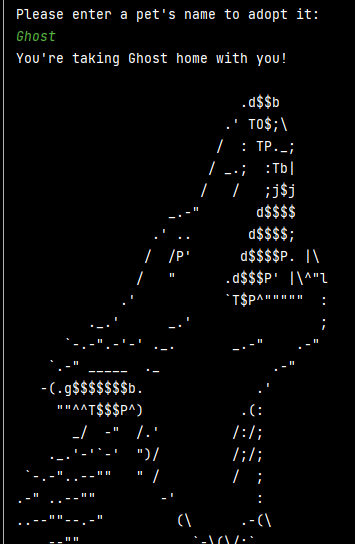 Please enter a pet's name to adopt it:
Ghost
You're taking Ghost home with you!
                            .d$$b
                          .' TO$;\
                         /  : TP._;
                        / _.;  :Tb|
                       /   /   ;j$j
                   _.-"       d$$$$
                 .' ..       d$$$$;
                /  /P'      d$$$$P. |\
               /   "      .d$$$P' |\^"l
             .'           `T$P^"""""  :
         ._.'      _.'                ;
      `-.-".-'-' ._.       _.-"    .-"
    `.-" _____  ._              .-"
   -(.g$$$$$$$b.              .'
     ""^^T$$$P^)            .(:
       _/  -"  /.'         /:/;
    ._.'-'`-'  ")/         /;/;
 `-.-"..--""   " /         /  ;
.-" ..--""        -'          :
..--""--.-"         (\      .-(\
    ..--""              `-\(\/;`